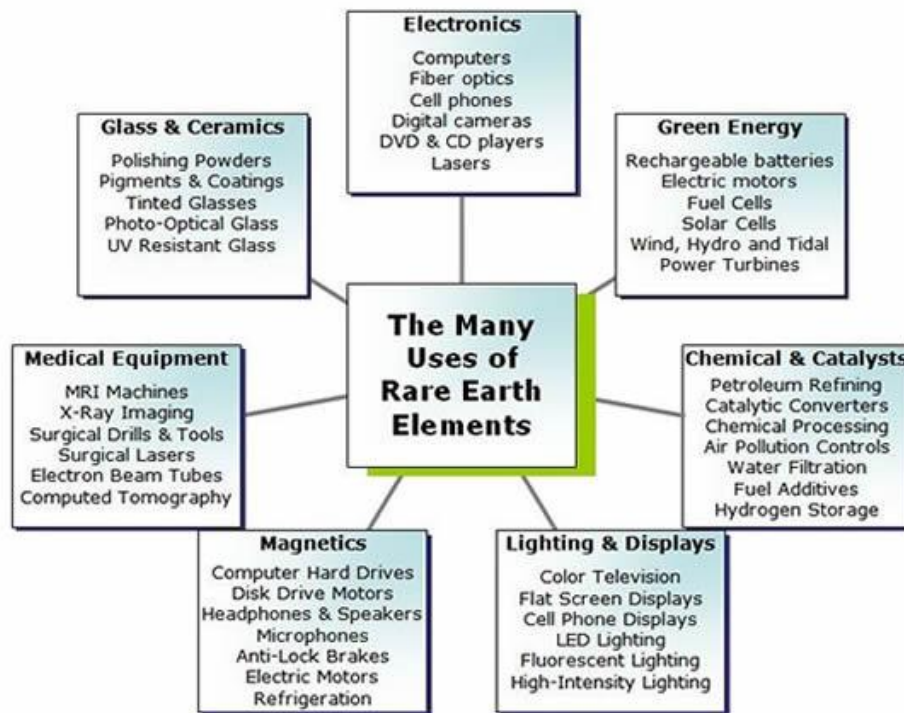 Electronics
Computers
Fiber optics
Cell phones
Digital cameras
DVD & CD players
Lasers
Glass & Ceramics
Polishing Powders
Pigments & Coatings
Tinted Glasses
Photo-Optical Glass
UV Resistant Glass
Green Energy
Rechargeable batteries
Electric motors
Fuel Cells
Solar Cells
Wind, Hydro and Tidal
Power Turbines
The Many
Uses of
Rare Earth
Elements
Medical Equipment
MRI Machines
X-Ray Imaging
Surgical Drills & Tools
Surgical Lasers
Electron Beam Tubes
Computed Tomography
Chemical & Catalysts
Petroleum Refining
Catalytic Converters
Chemical Processing
Air Pollution Controls
Water Filtration
Fuel Additives
Hydrogen Storage
Magnetics
Computer Hard Drives
Disk Drive Motors
Headphones & Speakers
Microphones
Anti-Lock Brakes
Electric Motors
Refrigeration
Lighting & Displays
Color Television
Flat Screen Displays
Cell Phone Displays
LED Lighting
Fluorescent Lighting
High-Intensity Lighting